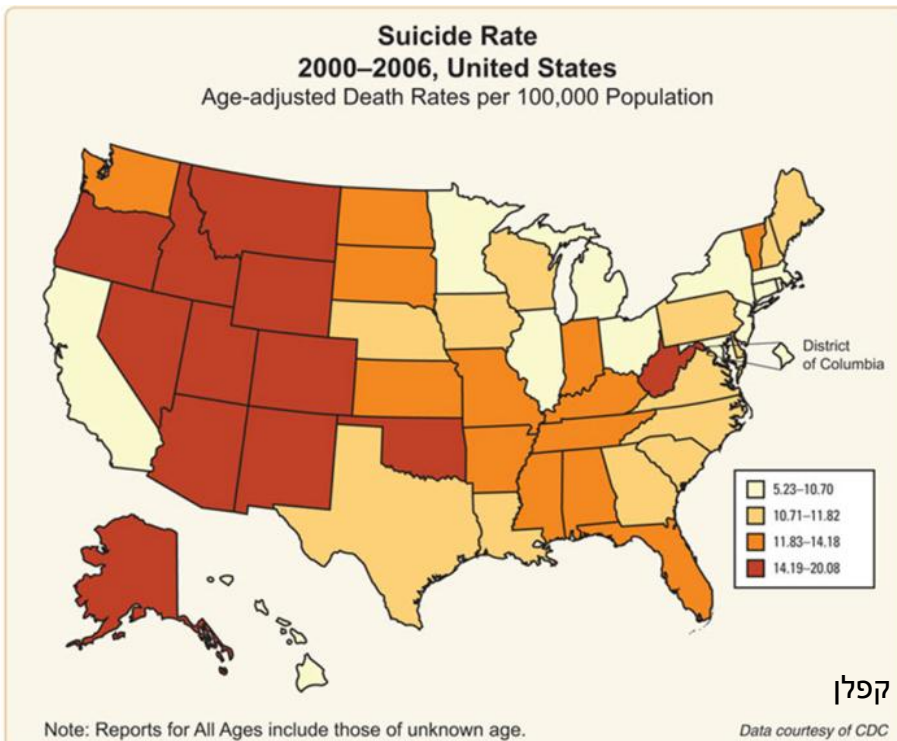 Suicide Rate
2000–2006, United States
Age-adjusted Death Rates per 100,000 Population
District
of Columbia
5.23–10.70
10.71–11.82
11.83–14.18
14.19–20.08
קפלן
Note: Reports for All Ages include those of unknown age.
Data courtesy of CDC